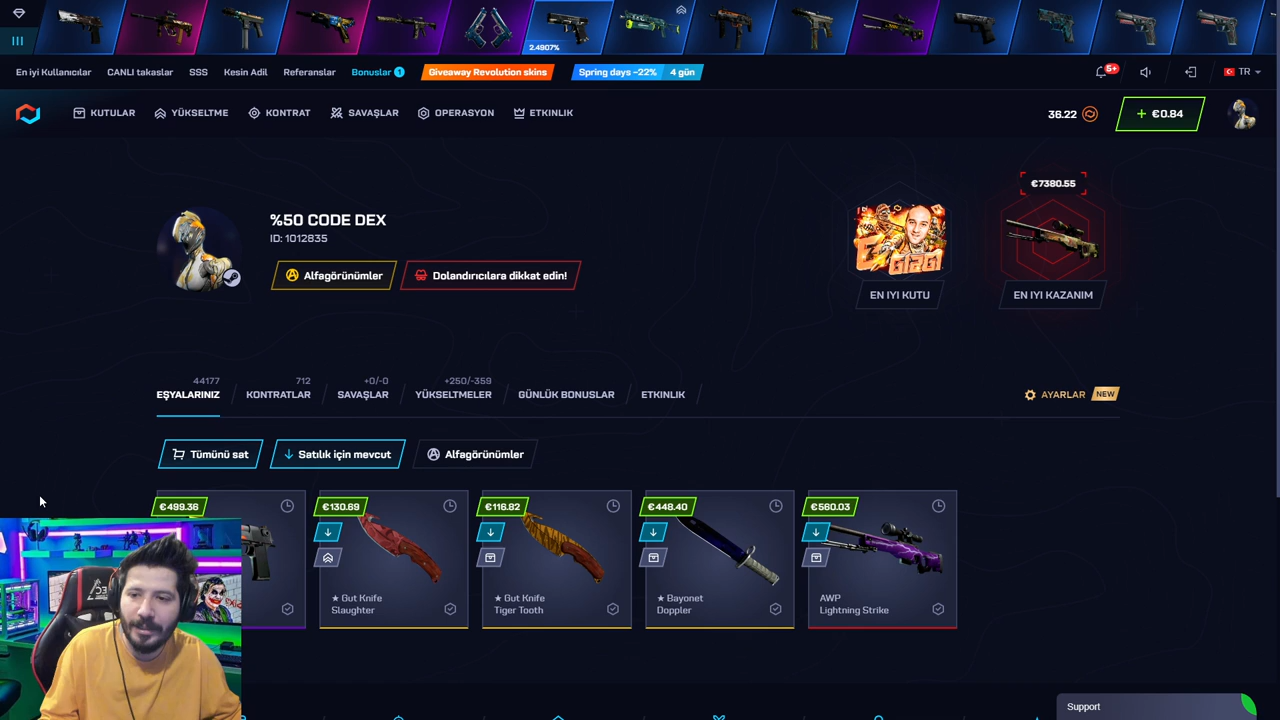 2.4907%
En iyi Kullanıcılar
CANLI takaslar
SSS
Kesin Adil
Referanslar
Bonuslar 1
Giveaway Revolution skins
Spring days −22% 4 gün
5+
TR
KUTULAR
YÜKSELTME
KONTRAT
SAVAŞLAR
OPERASYON
ETKINLIK
36.22
+ €0.84
€7380.55
%50 CODE DEX
ID: 1012835
Alfagörünümler
Dolandırıcılara dikkat edin!
EN IYI KUTU
EN IYI KAZANIM
44177
EŞYALARINIZ
712
KONTRATLAR
+0/-0
SAVAŞLAR
+250/-359
YÜKSELTMELER
GÜNLÜK BONUSLAR
ETKINLIK
AYARLAR NEW
Tümünü sat
Satılık için mevcut
Alfagörünümler
€499.36
€130.69
★ Gut Knife
Slaughter
€116.82
★ Gut Knife
Tiger Tooth
€448.40
★ Bayonet
Doppler
€560.03
AWP
Lightning Strike
Support